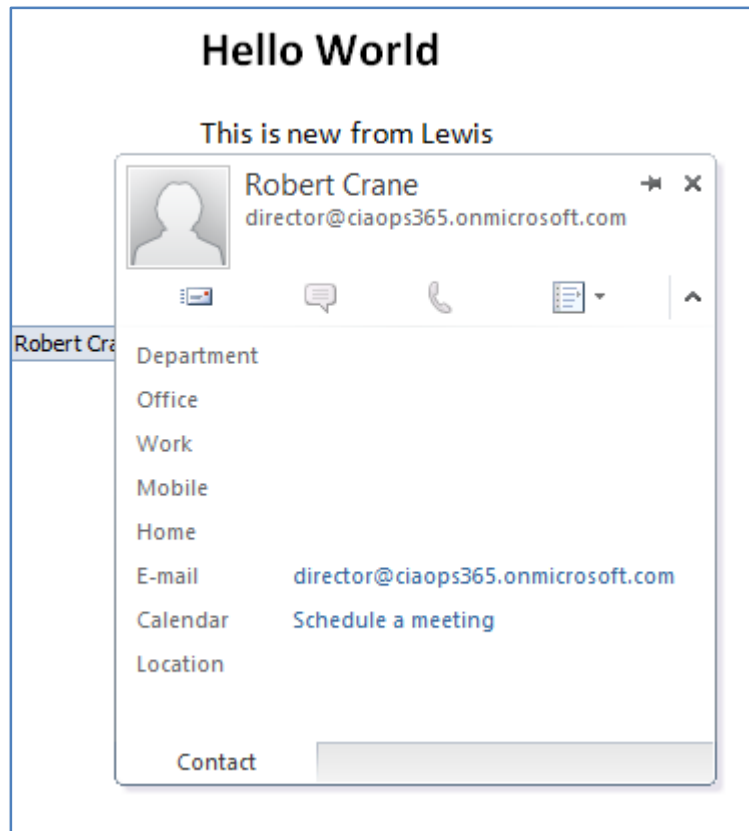 Hello World
This is new from Lewis
Robert Crane
director@ciaops365.onmicrosoft.com
Robert Cra
Department
Office
Work
Mobile
Home
E-mail director@ciaops365.onmicrosoft.com
Calendar Schedule a meeting
Location
Contact